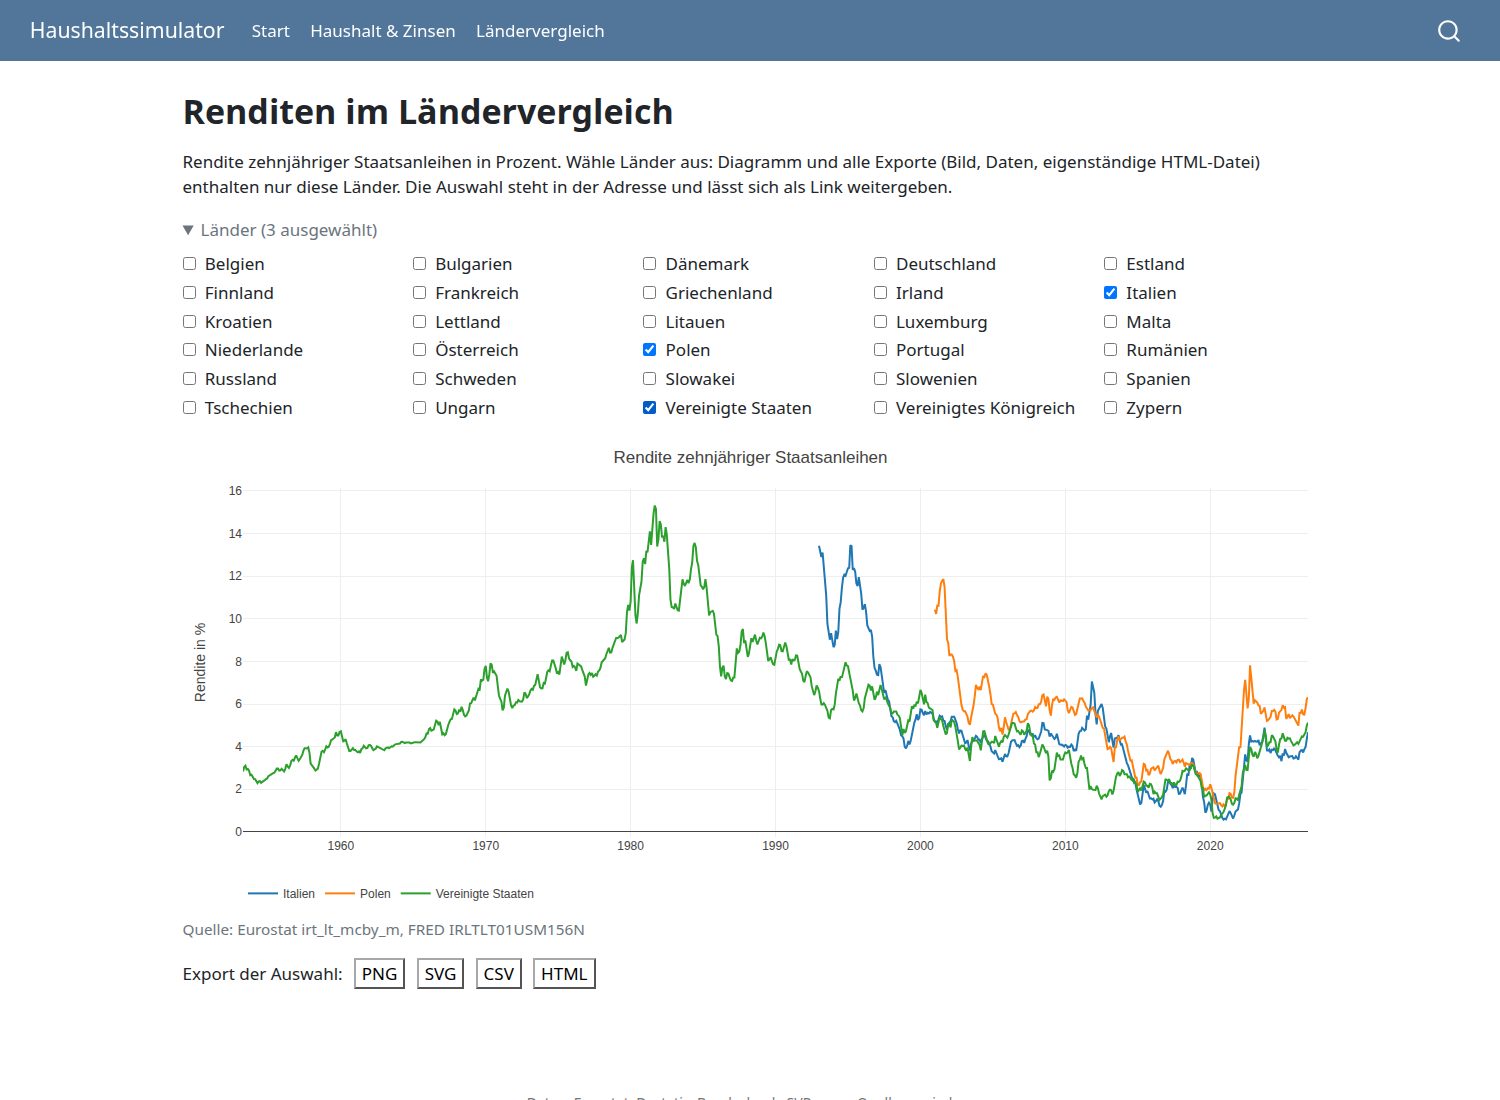 Haushaltssimulator Start Haushalt & Zinsen Ländervergleich
Renditen im Ländervergleich
Rendite zehnjähriger Staatsanleihen in Prozent. Wähle Länder aus: Diagramm und alle Exporte (Bild, Daten, eigenständige HTML-Datei)
enthalten nur diese Länder. Die Auswahl steht in der Adresse und lässt sich als Link weitergeben.
▼ Länder (3 ausgewählt)
Belgien Bulgarien Dänemark Deutschland Estland
Finnland Frankreich Griechenland Irland Italien
Kroatien Lettland Litauen Luxemburg Malta
Niederlande Österreich Polen Portugal Rumänien
Russland Schweden Slowakei Slowenien Spanien
Tschechien Ungarn Vereinigte Staaten Vereinigtes Königreich Zypern
Rendite zehnjähriger Staatsanleihen
Rendite in %
16
14
12
10
8
6
4
2
0
1960 1970 1980 1990 2000 2010 2020
Italien Polen Vereinigte Staaten
Quelle: Eurostat irt_lt_mcby_m, FRED IRLTLT01USM156N
Export der Auswahl: PNG SVG CSV HTML